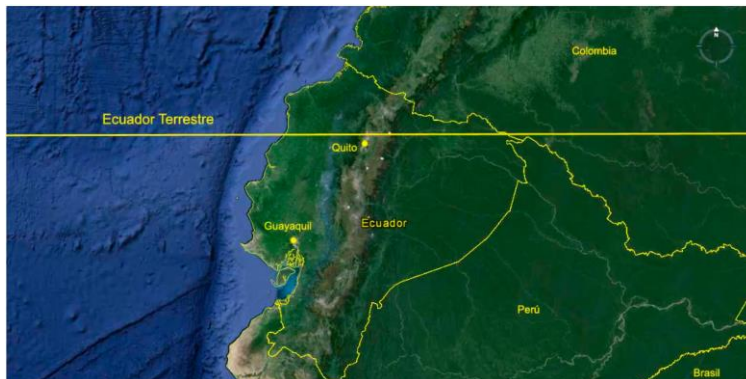 Colombia
N
Ecuador Terrestre
Quito
Guayaquil
Ecuador
Perú
Brasil